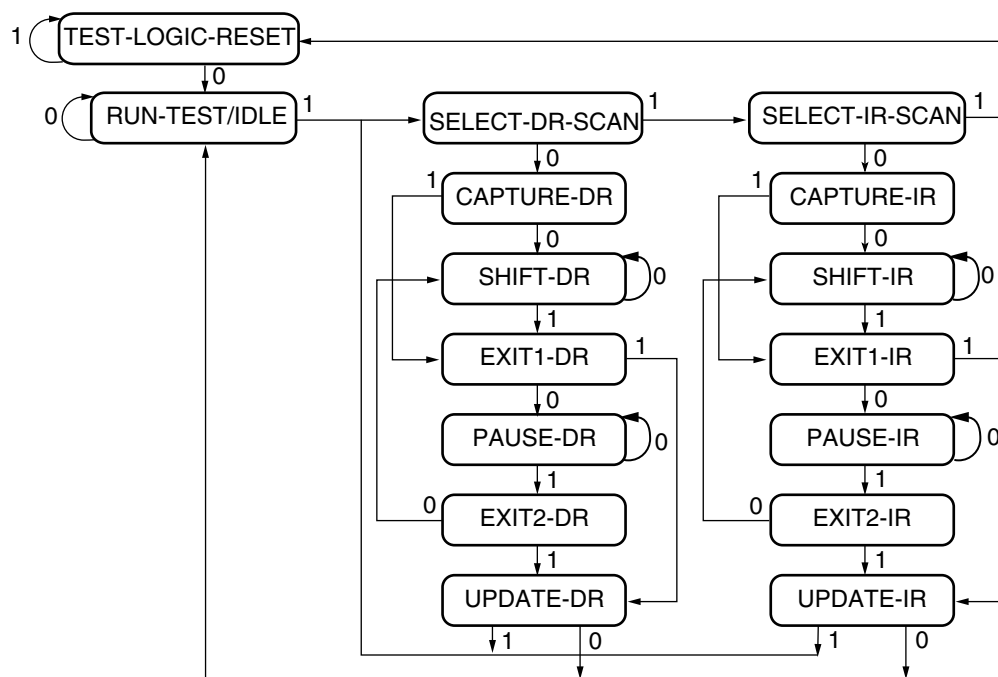 TEST-LOGIC-RESET
1
0
RUN-TEST/IDLE
0
1
SELECT-DR-SCAN
1
0
CAPTURE-DR
1
0
SHIFT-DR
0
1
EXIT1-DR
1
0
PAUSE-DR
0
1
EXIT2-DR
0
1
UPDATE-DR
1
0
SELECT-IR-SCAN
1
0
CAPTURE-IR
1
0
SHIFT-IR
0
1
EXIT1-IR
1
0
PAUSE-IR
0
1
EXIT2-IR
0
1
UPDATE-IR
1
0